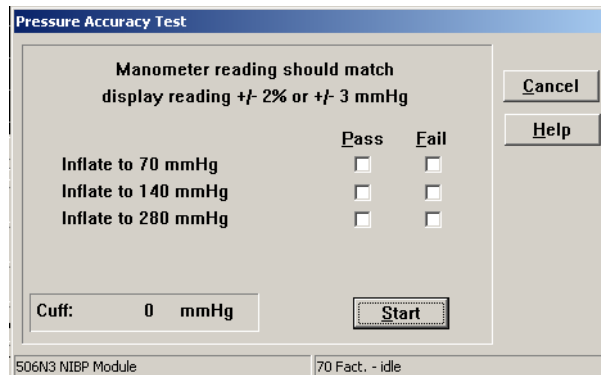 Pressure Accuracy Test
Manometer reading should match
display reading +/- 2% or +/- 3 mmHg
Cancel
Help
Pass Fail
Inflate to 70 mmHg
Inflate to 140 mmHg
Inflate to 280 mmHg
Cuff: 0 mmHg
Start
506N3 NIBP Module
70 Fact. - idle